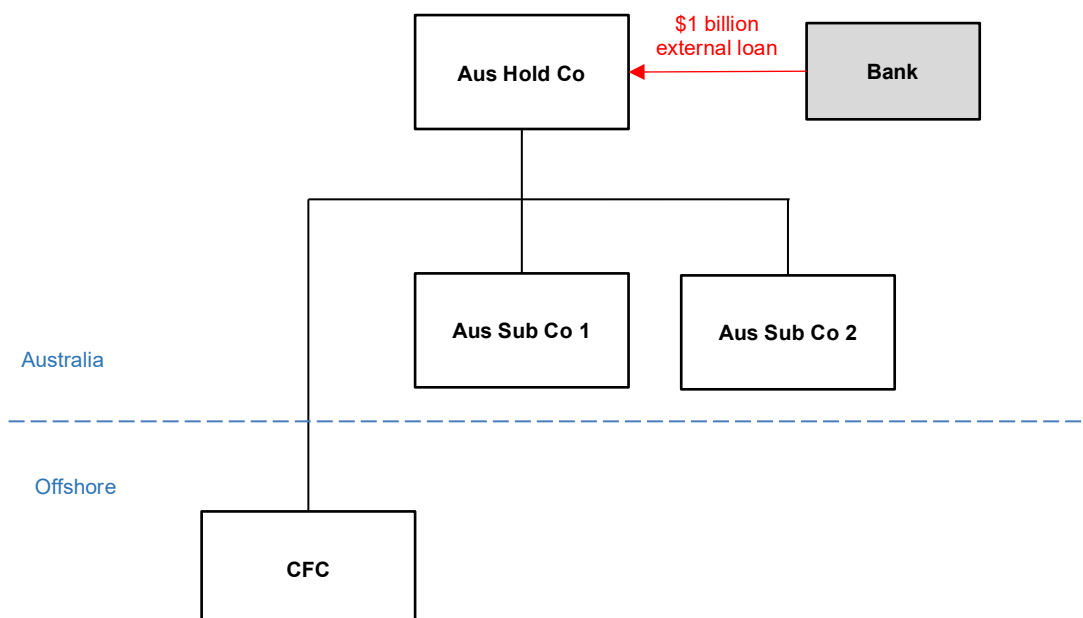 $1 billion
external loan
Aus Hold Co
Bank
Aus Sub Co 1
Aus Sub Co 2
Australia
Offshore
CFC